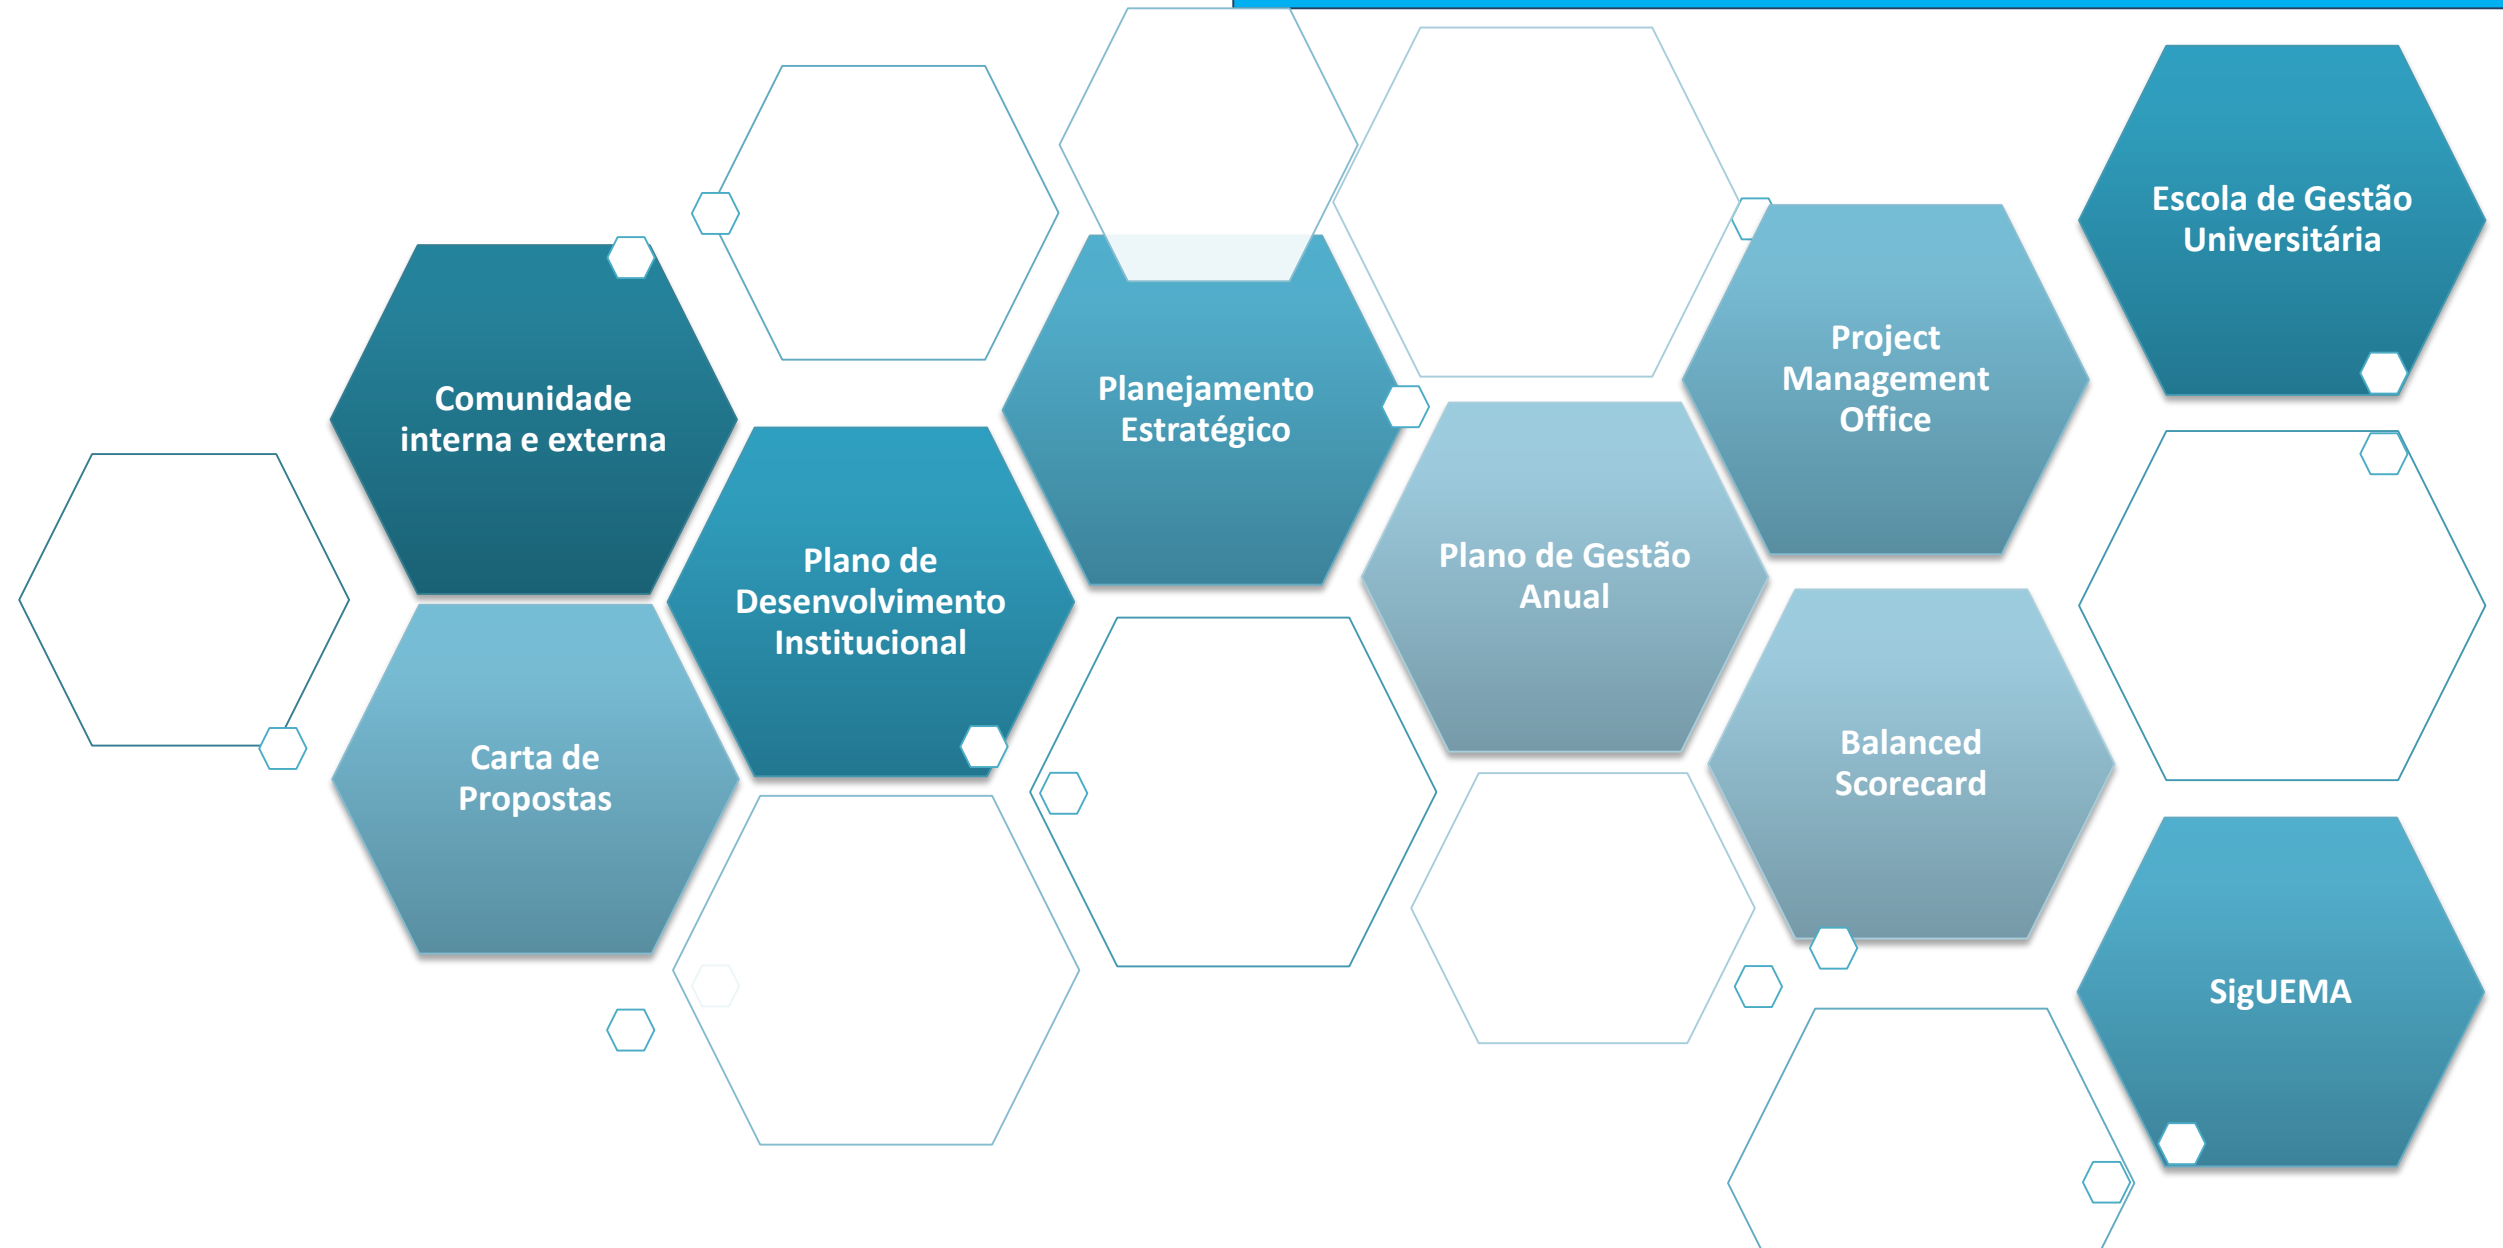 Comunidade
interna e externa
Carta de
Propostas
Plano de
Desenvolvimento
Institucional
Planejamento
Estratégico
Plano de Gestão
Anual
Project
Management
Office
Balanced
Scorecard
Escola de Gestão
Universitária
SigUEMA